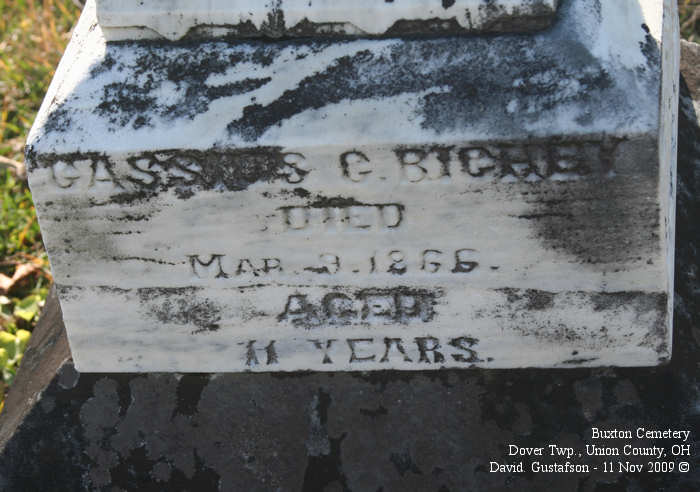 CASSIUS C. BIGHBY
DIED
MAR. 3. 1866.
AGED
11 YEARS.
Buxton Cemetery
Dover Twp., Union County, OH
David. Gustafson - 11 Nov 2009 ©